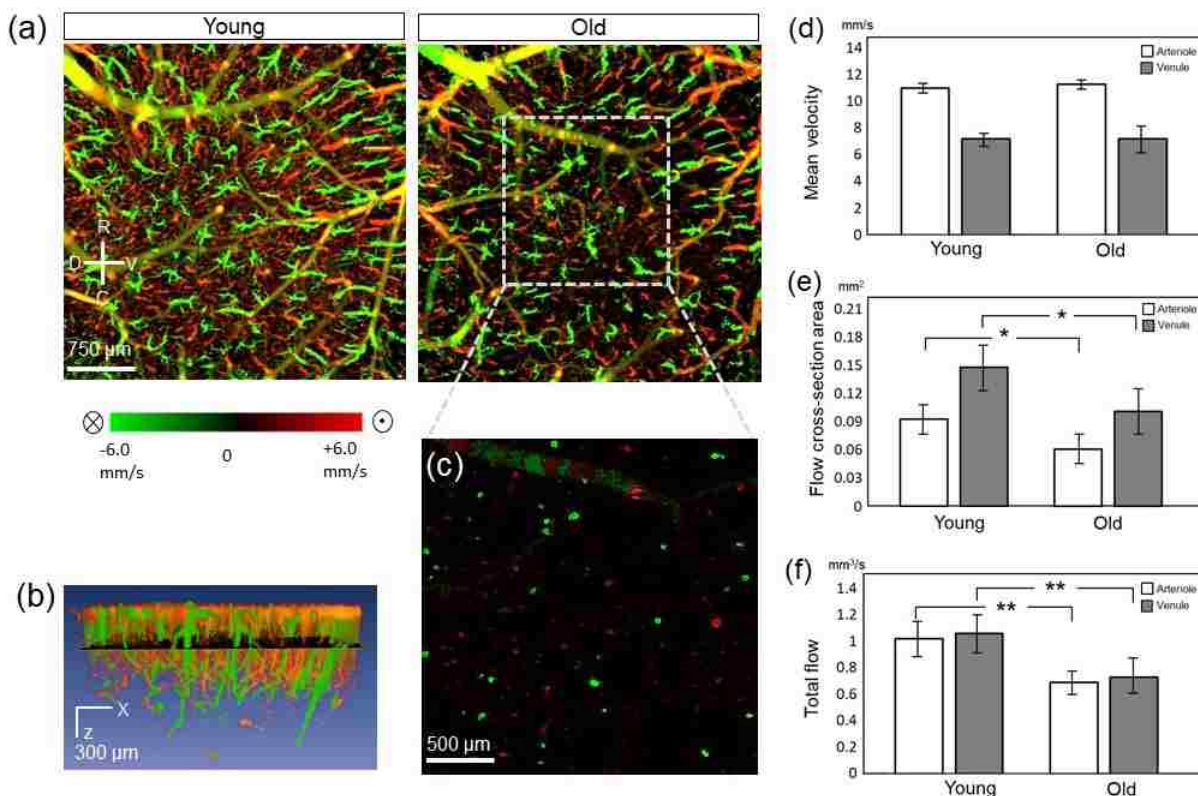 (a)
Young
Old
R
D
V
C
750 µm
-6.0
mm/s
0
+6.0
mm/s
(b)
X
Z
300 µm
(c)
500 µm
(d)
mm/s
Mean velocity
14
12
10
8
6
4
2
0
Arteriole
Venule
Young
Old
(e)
mm²
Flow cross-section area
0.21
0.18
0.15
0.12
0.09
0.06
0.03
0
Arteriole
Venule
*
*
Young
Old
(f)
mm³/s
Total flow
1.4
1.2
1
0.8
0.6
0.4
0.2
0
Arteriole
Venule
**
**
Young
Old